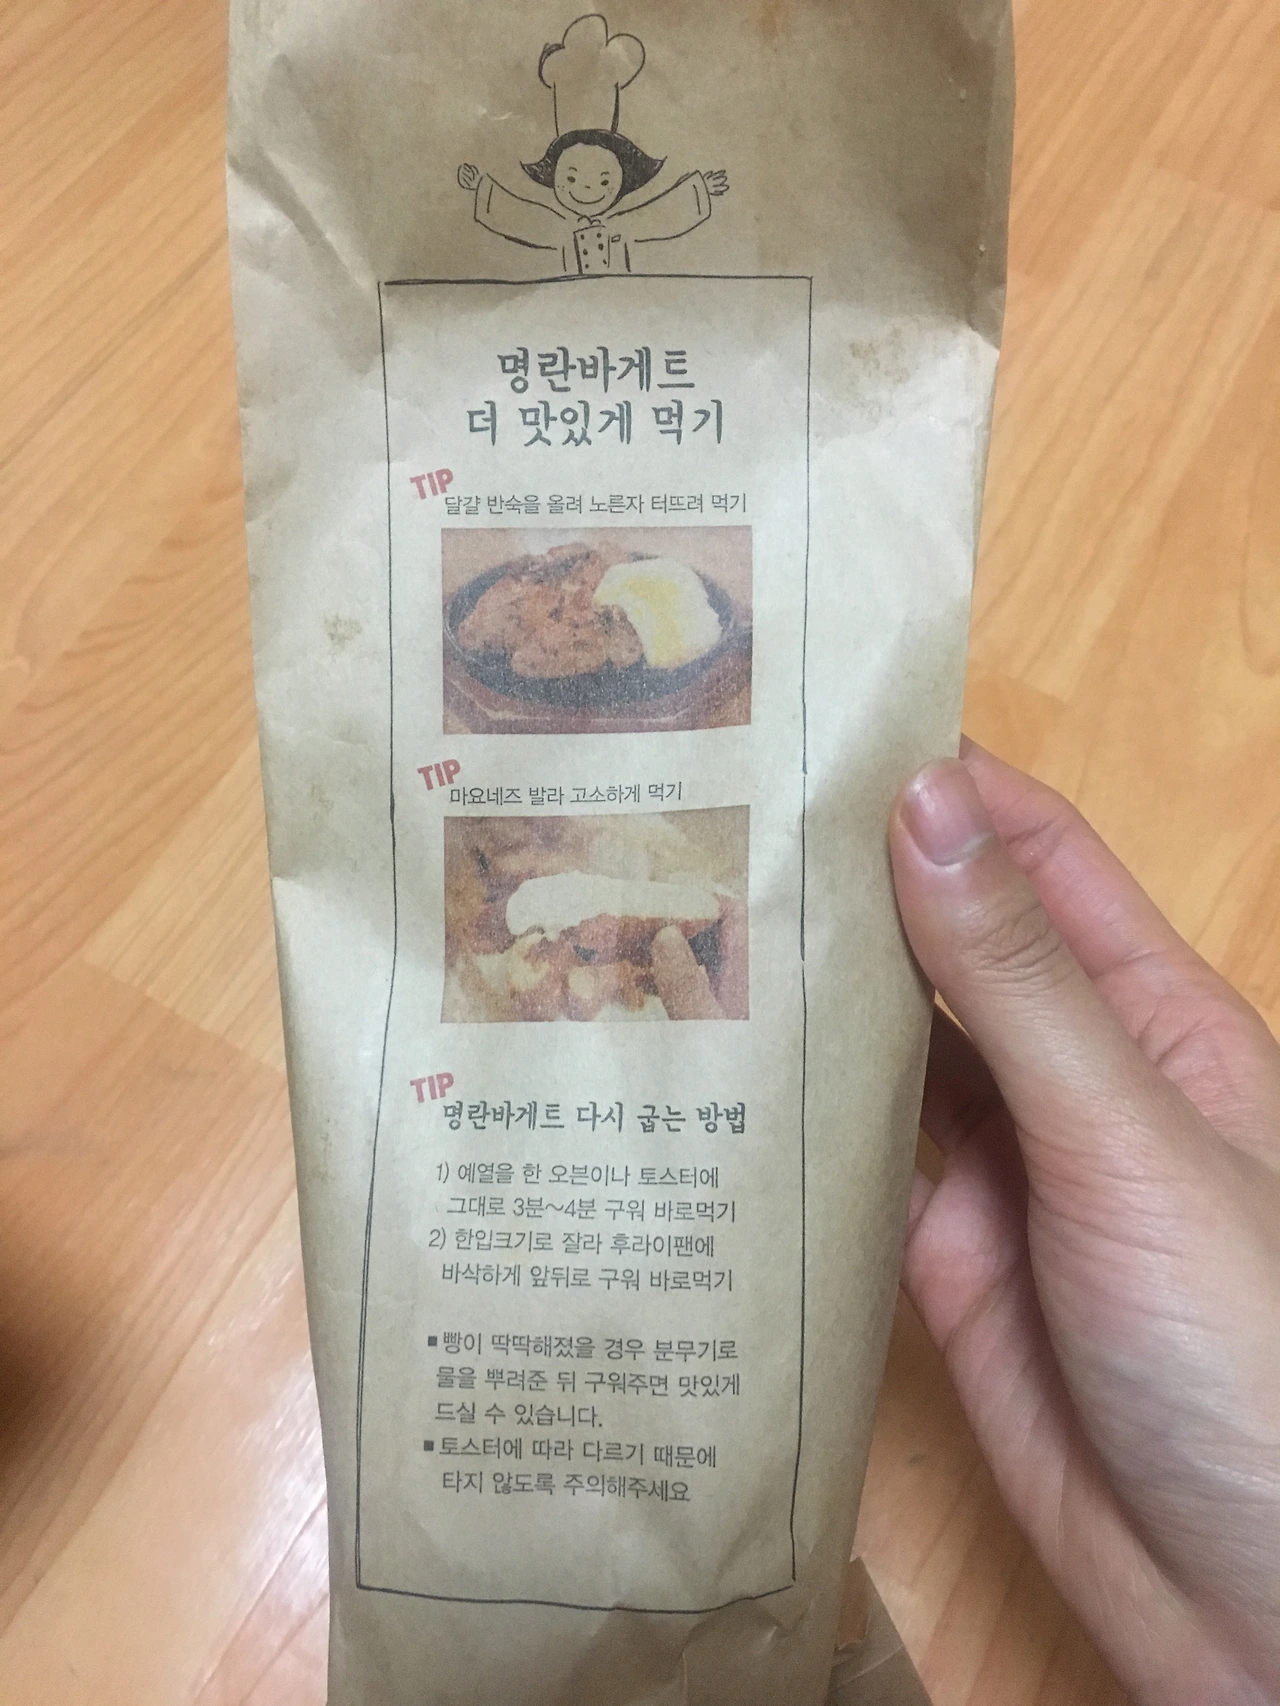 명란바게트
더 맛있게 먹기
TIP
달걀 반숙을 올려 노른자 터뜨려 먹기
TIP
마요네즈 발라 고소하게 먹기
TIP
명란바게트 다시 굽는 방법
1) 예열을 한 오븐이나 토스터에
그대로 3분~4분 구워 바로먹기
2) 한입크기로 잘라 후라이팬에
바삭하게 앞뒤로 구워 바로먹기
■ 빵이 딱딱해졌을 경우 분무기로
물을 뿌려준 뒤 구워주면 맛있게
드실 수 있습니다.
■ 토스터에 따라 다르기 때문에
타지 않도록 주의해주세요